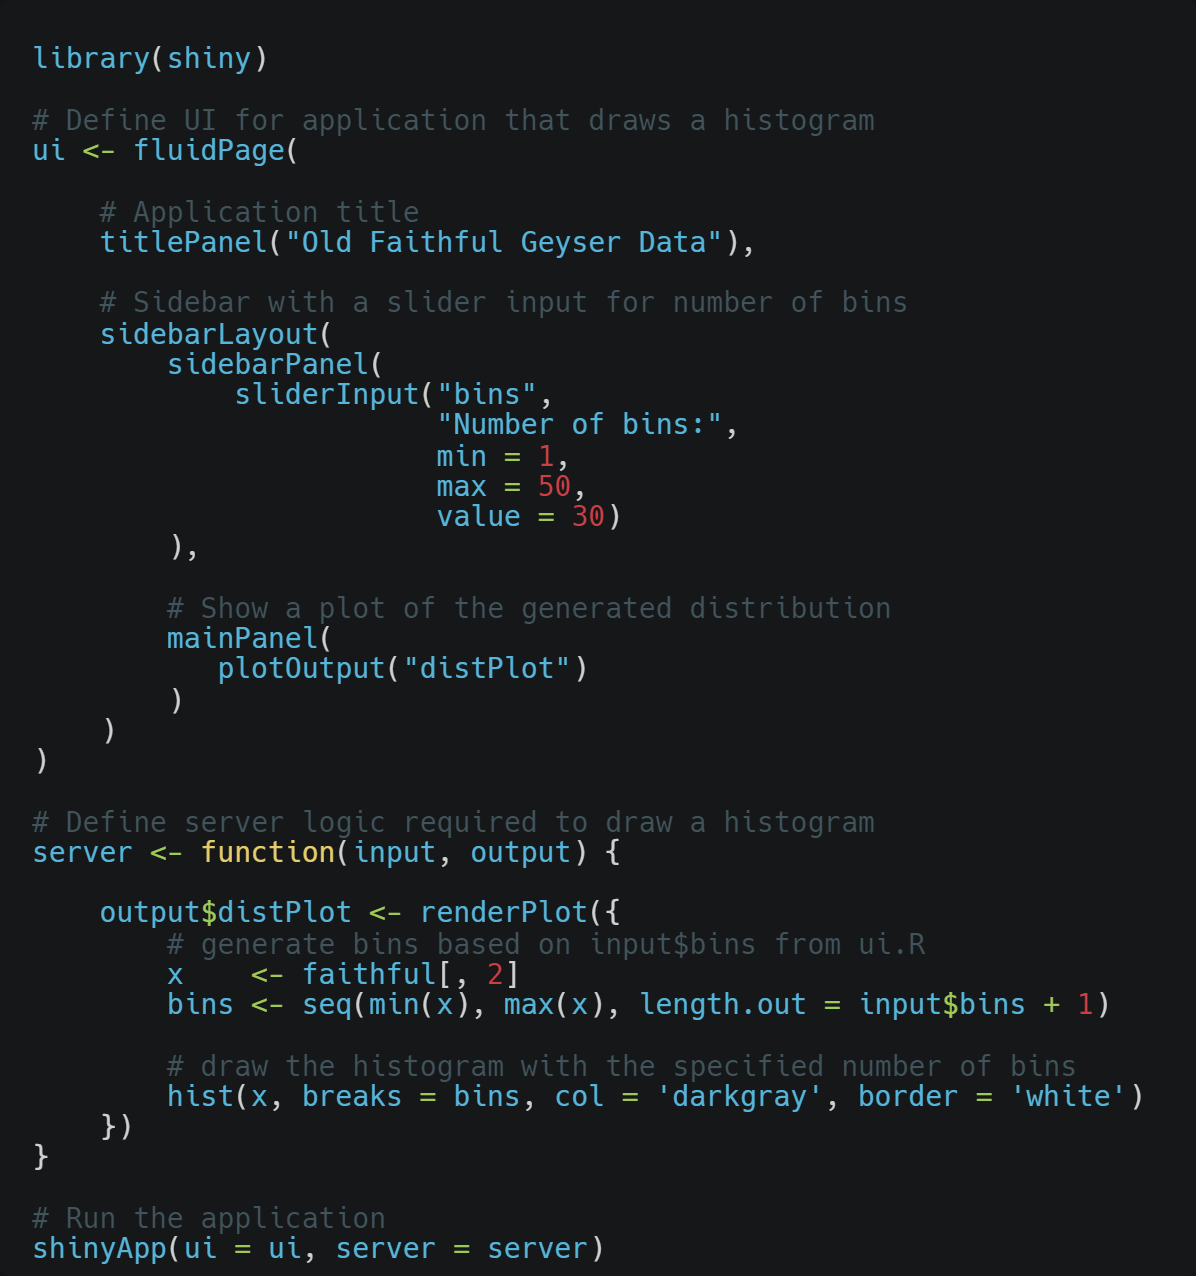 library(shiny)

# Define UI for application that draws a histogram
ui <- fluidPage(

    # Application title
    titlePanel("Old Faithful Geyser Data"),

    # Sidebar with a slider input for number of bins
    sidebarLayout(
        sidebarPanel(
            sliderInput("bins",
                        "Number of bins:",
                        min = 1,
                        max = 50,
                        value = 30)
        ),

        # Show a plot of the generated distribution
        mainPanel(
           plotOutput("distPlot")
        )
    )
)

# Define server logic required to draw a histogram
server <- function(input, output) {

    output$distPlot <- renderPlot({
        # generate bins based on input$bins from ui.R
        x    <- faithful[, 2]
        bins <- seq(min(x), max(x), length.out = input$bins + 1)

        # draw the histogram with the specified number of bins
        hist(x, breaks = bins, col = 'darkgray', border = 'white')
    })
}

# Run the application
shinyApp(ui = ui, server = server)